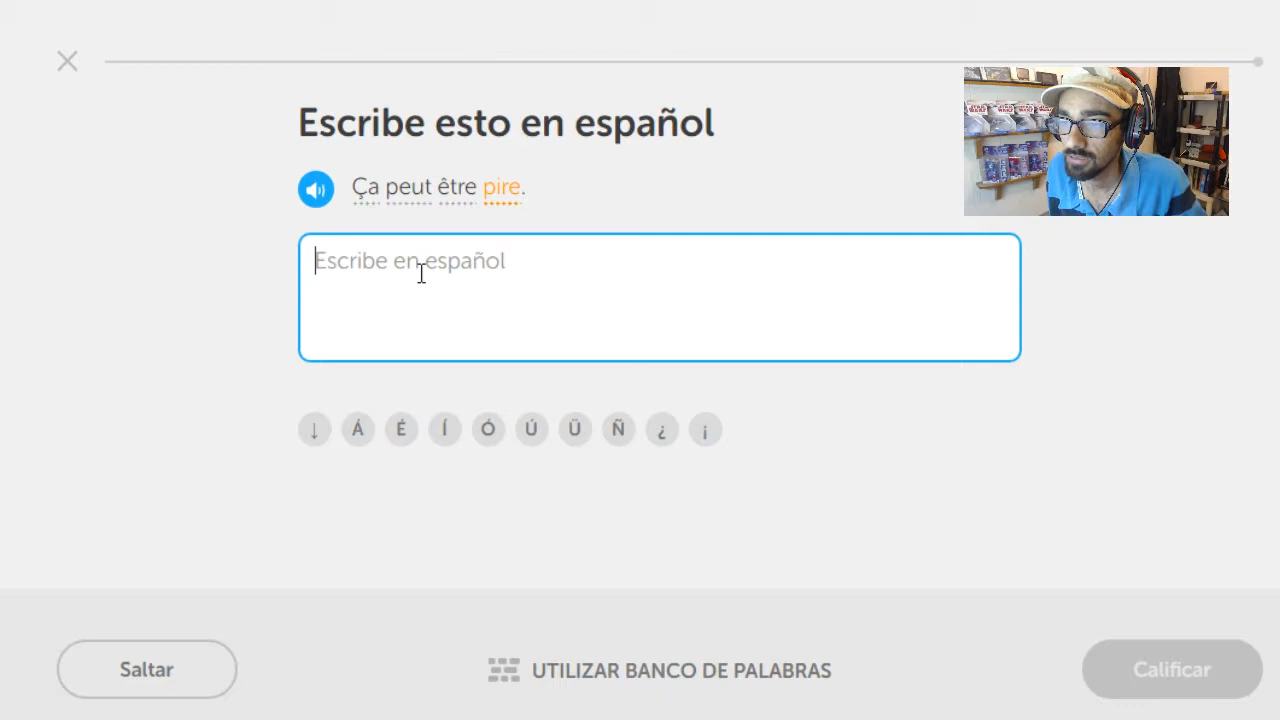 Escribe esto en español
Ça peut être pire.
Escribe en español
↓ Á É Í Ó Ú Ü Ñ ¿ ¡
Saltar
UTILIZAR BANCO DE PALABRAS
Calificar